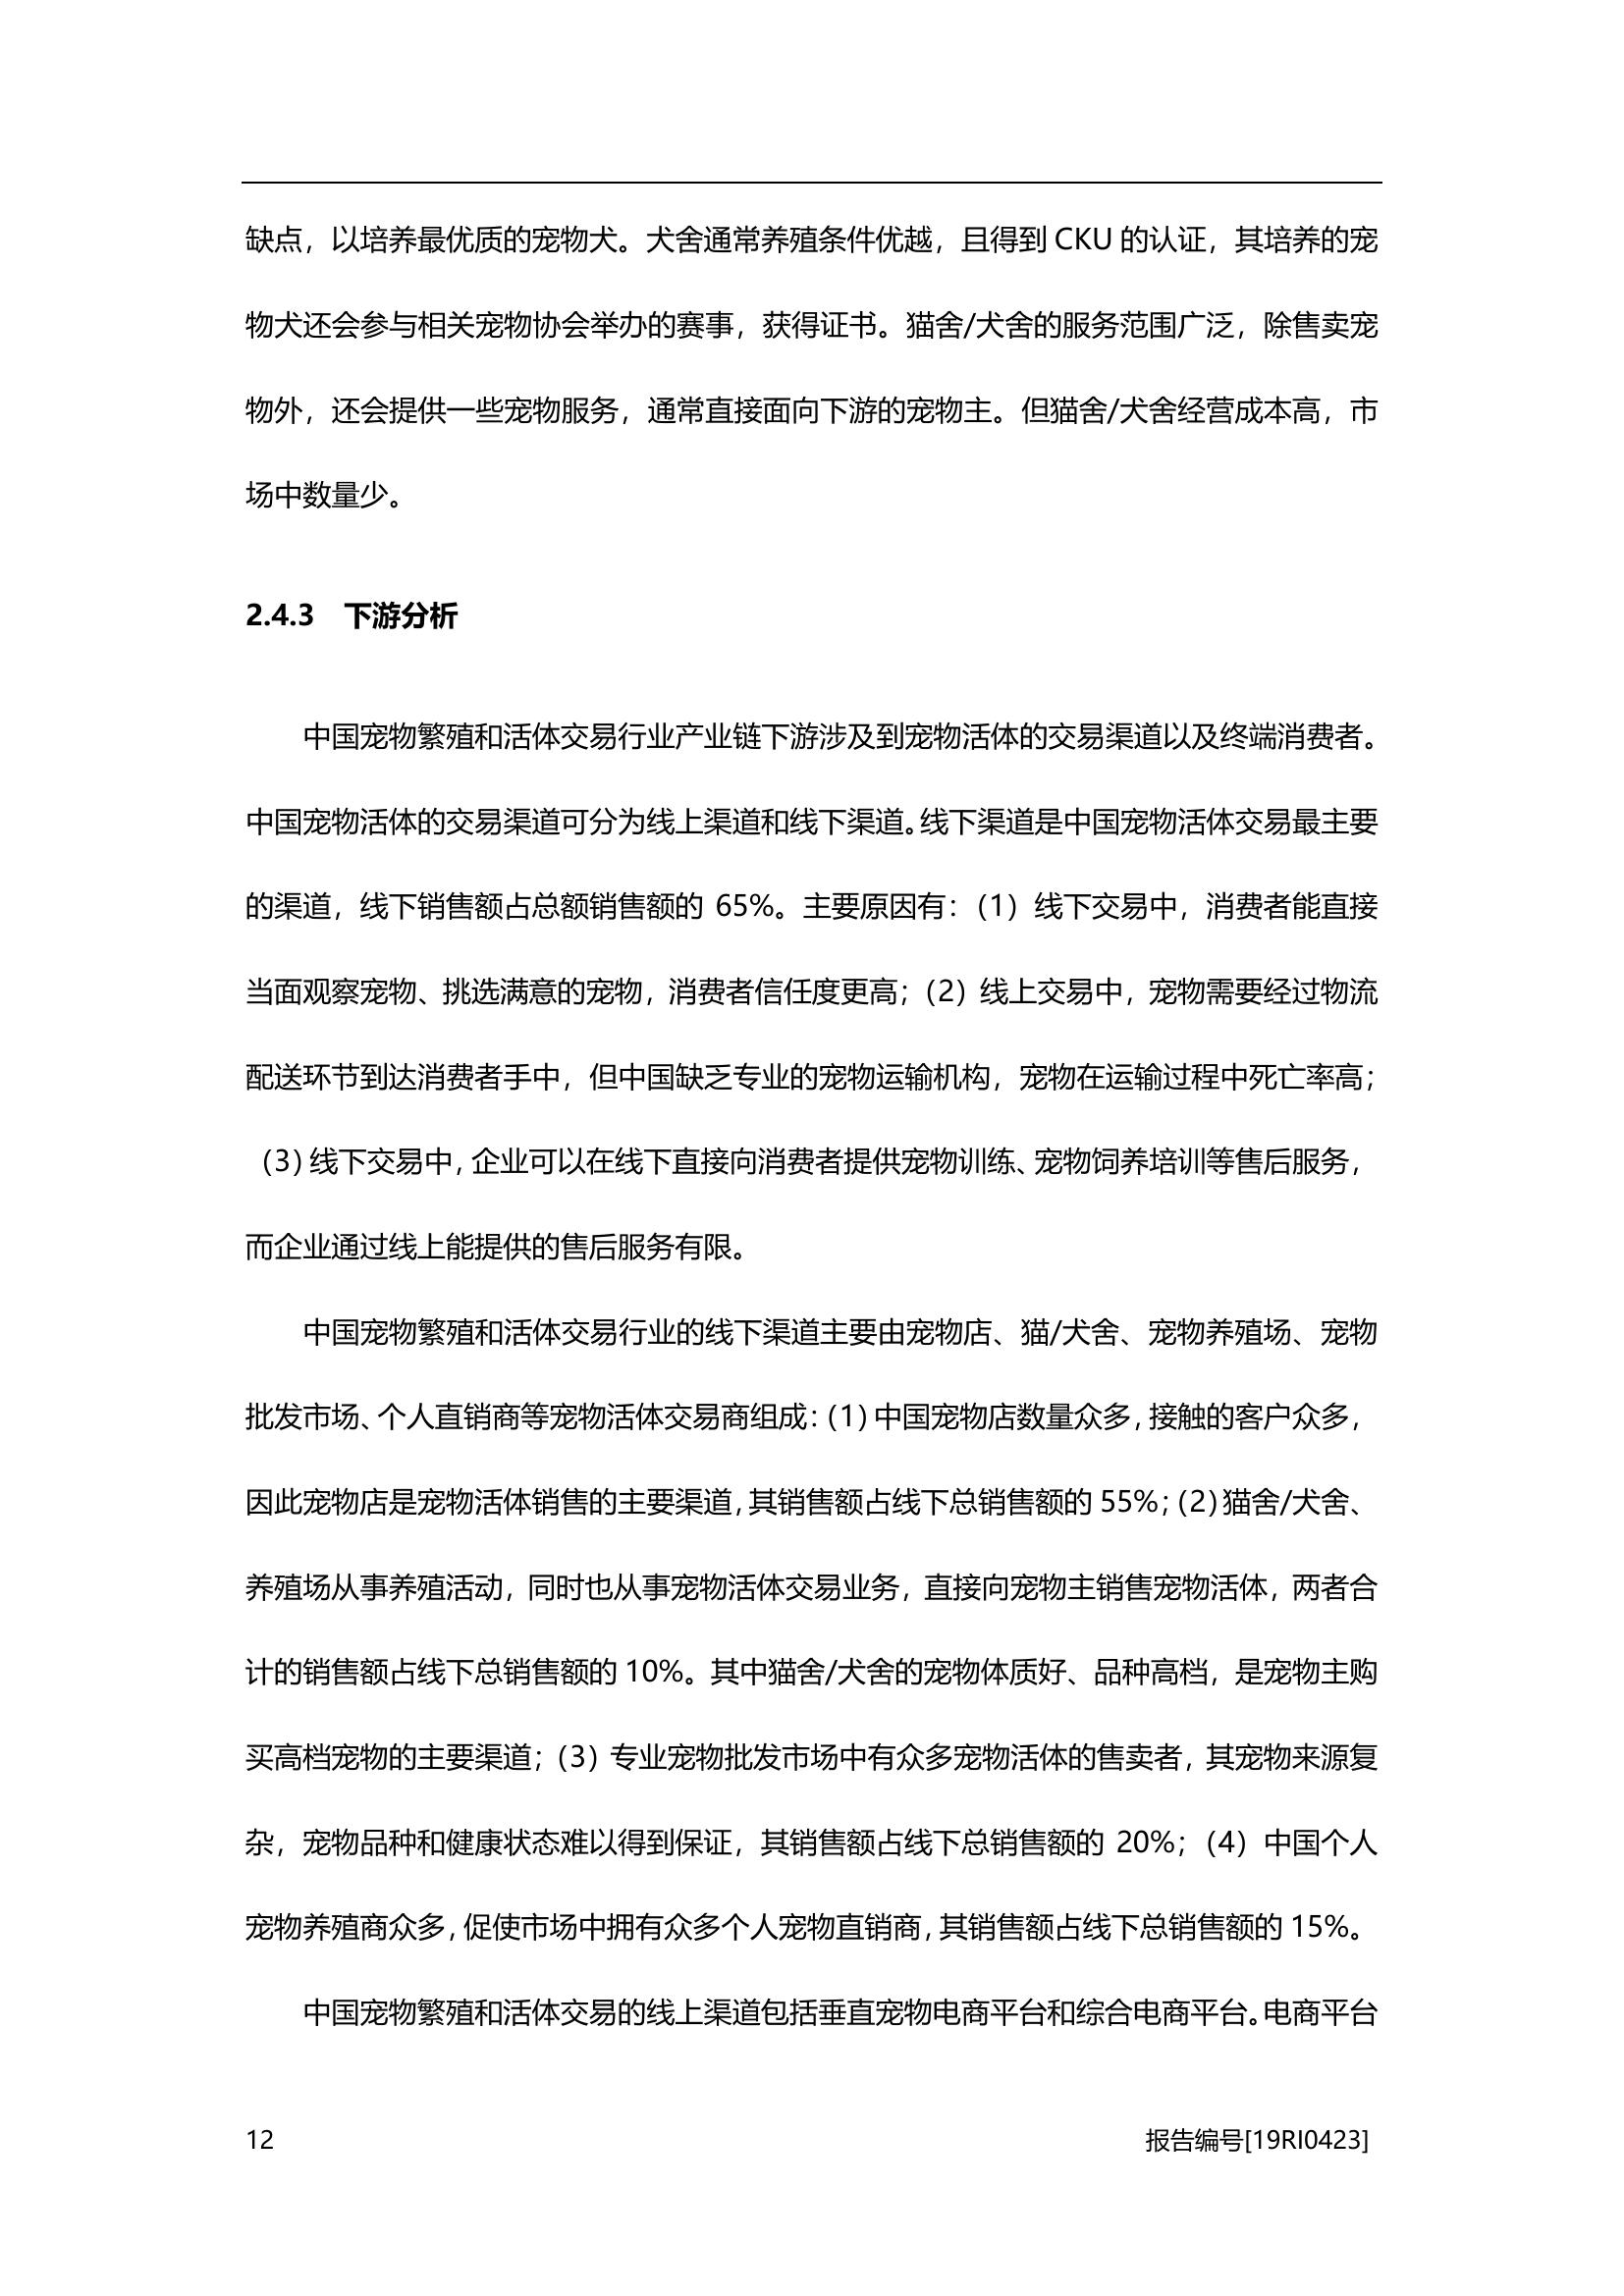 缺点，以培养最优质的宠物犬。犬舍通常养殖条件优越，且得到 CKU 的认证，其培养的宠
物犬还会参与相关宠物协会举办的赛事，获得证书。猫舍/犬舍的服务范围广泛，除售卖宠
物外，还会提供一些宠物服务，通常直接面向下游的宠物主。但猫舍/犬舍经营成本高，市
场中数量少。
2.4.3 下游分析
中国宠物繁殖和活体交易行业产业链下游涉及到宠物活体的交易渠道以及终端消费者。
中国宠物活体的交易渠道可分为线上渠道和线下渠道。线下渠道是中国宠物活体交易最主要
的渠道，线下销售额占总额销售额的 65%。主要原因有：（1）线下交易中，消费者能直接
当面观察宠物、挑选满意的宠物，消费者信任度更高；（2）线上交易中，宠物需要经过物流
配送环节到达消费者手中，但中国缺乏专业的宠物运输机构，宠物在运输过程中死亡率高；
（3）线下交易中，企业可以在线下直接向消费者提供宠物训练、宠物饲养培训等售后服务，
而企业通过线上能提供的售后服务有限。
中国宠物繁殖和活体交易行业的线下渠道主要由宠物店、猫/犬舍、宠物养殖场、宠物
批发市场、个人直销商等宠物活体交易商组成：（1）中国宠物店数量众多，接触的客户众多，
因此宠物店是宠物活体销售的主要渠道，其销售额占线下总销售额的 55%；（2）猫舍/犬舍、
养殖场从事养殖活动，同时也从事宠物活体交易业务，直接向宠物主销售宠物活体，两者合
计的销售额占线下总销售额的 10%。其中猫舍/犬舍的宠物体质好、品种高档，是宠物主购
买高档宠物的主要渠道；（3）专业宠物批发市场中有众多宠物活体的售卖者，其宠物来源复
杂，宠物品种和健康状态难以得到保证，其销售额占线下总销售额的 20%；（4）中国个人
宠物养殖商众多，促使市场中拥有众多个人宠物直销商，其销售额占线下总销售额的 15%。
中国宠物繁殖和活体交易的线上渠道包括垂直宠物电商平台和综合电商平台。电商平台
12
报告编号[19RI0423]